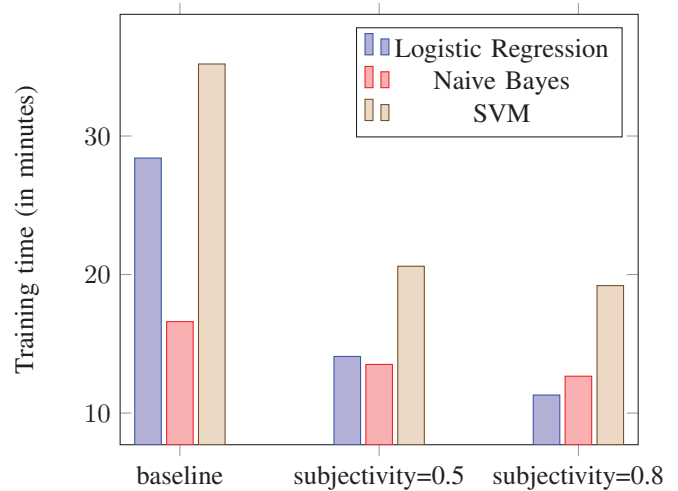 Logistic Regression
Naive Bayes
SVM
Training time (in minutes)
30
20
10
baseline subjectivity=0.5 subjectivity=0.8